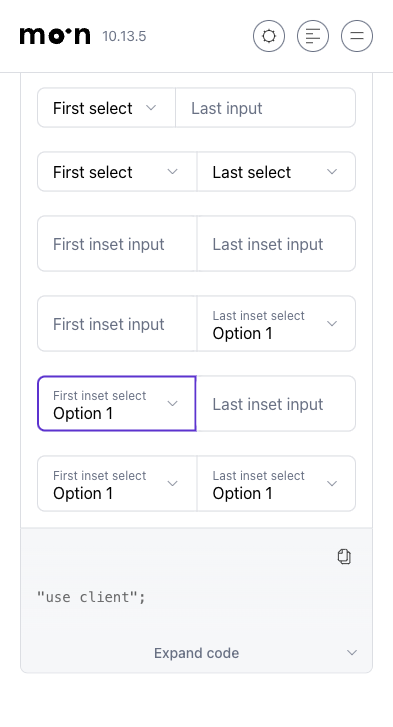 moon 10.13.5
First select Last input
First select Last select
First inset input Last inset input
First inset input Last inset select
Option 1
First inset select
Option 1 Last inset input
First inset select Last inset select
Option 1 Option 1
"use client";
Expand code